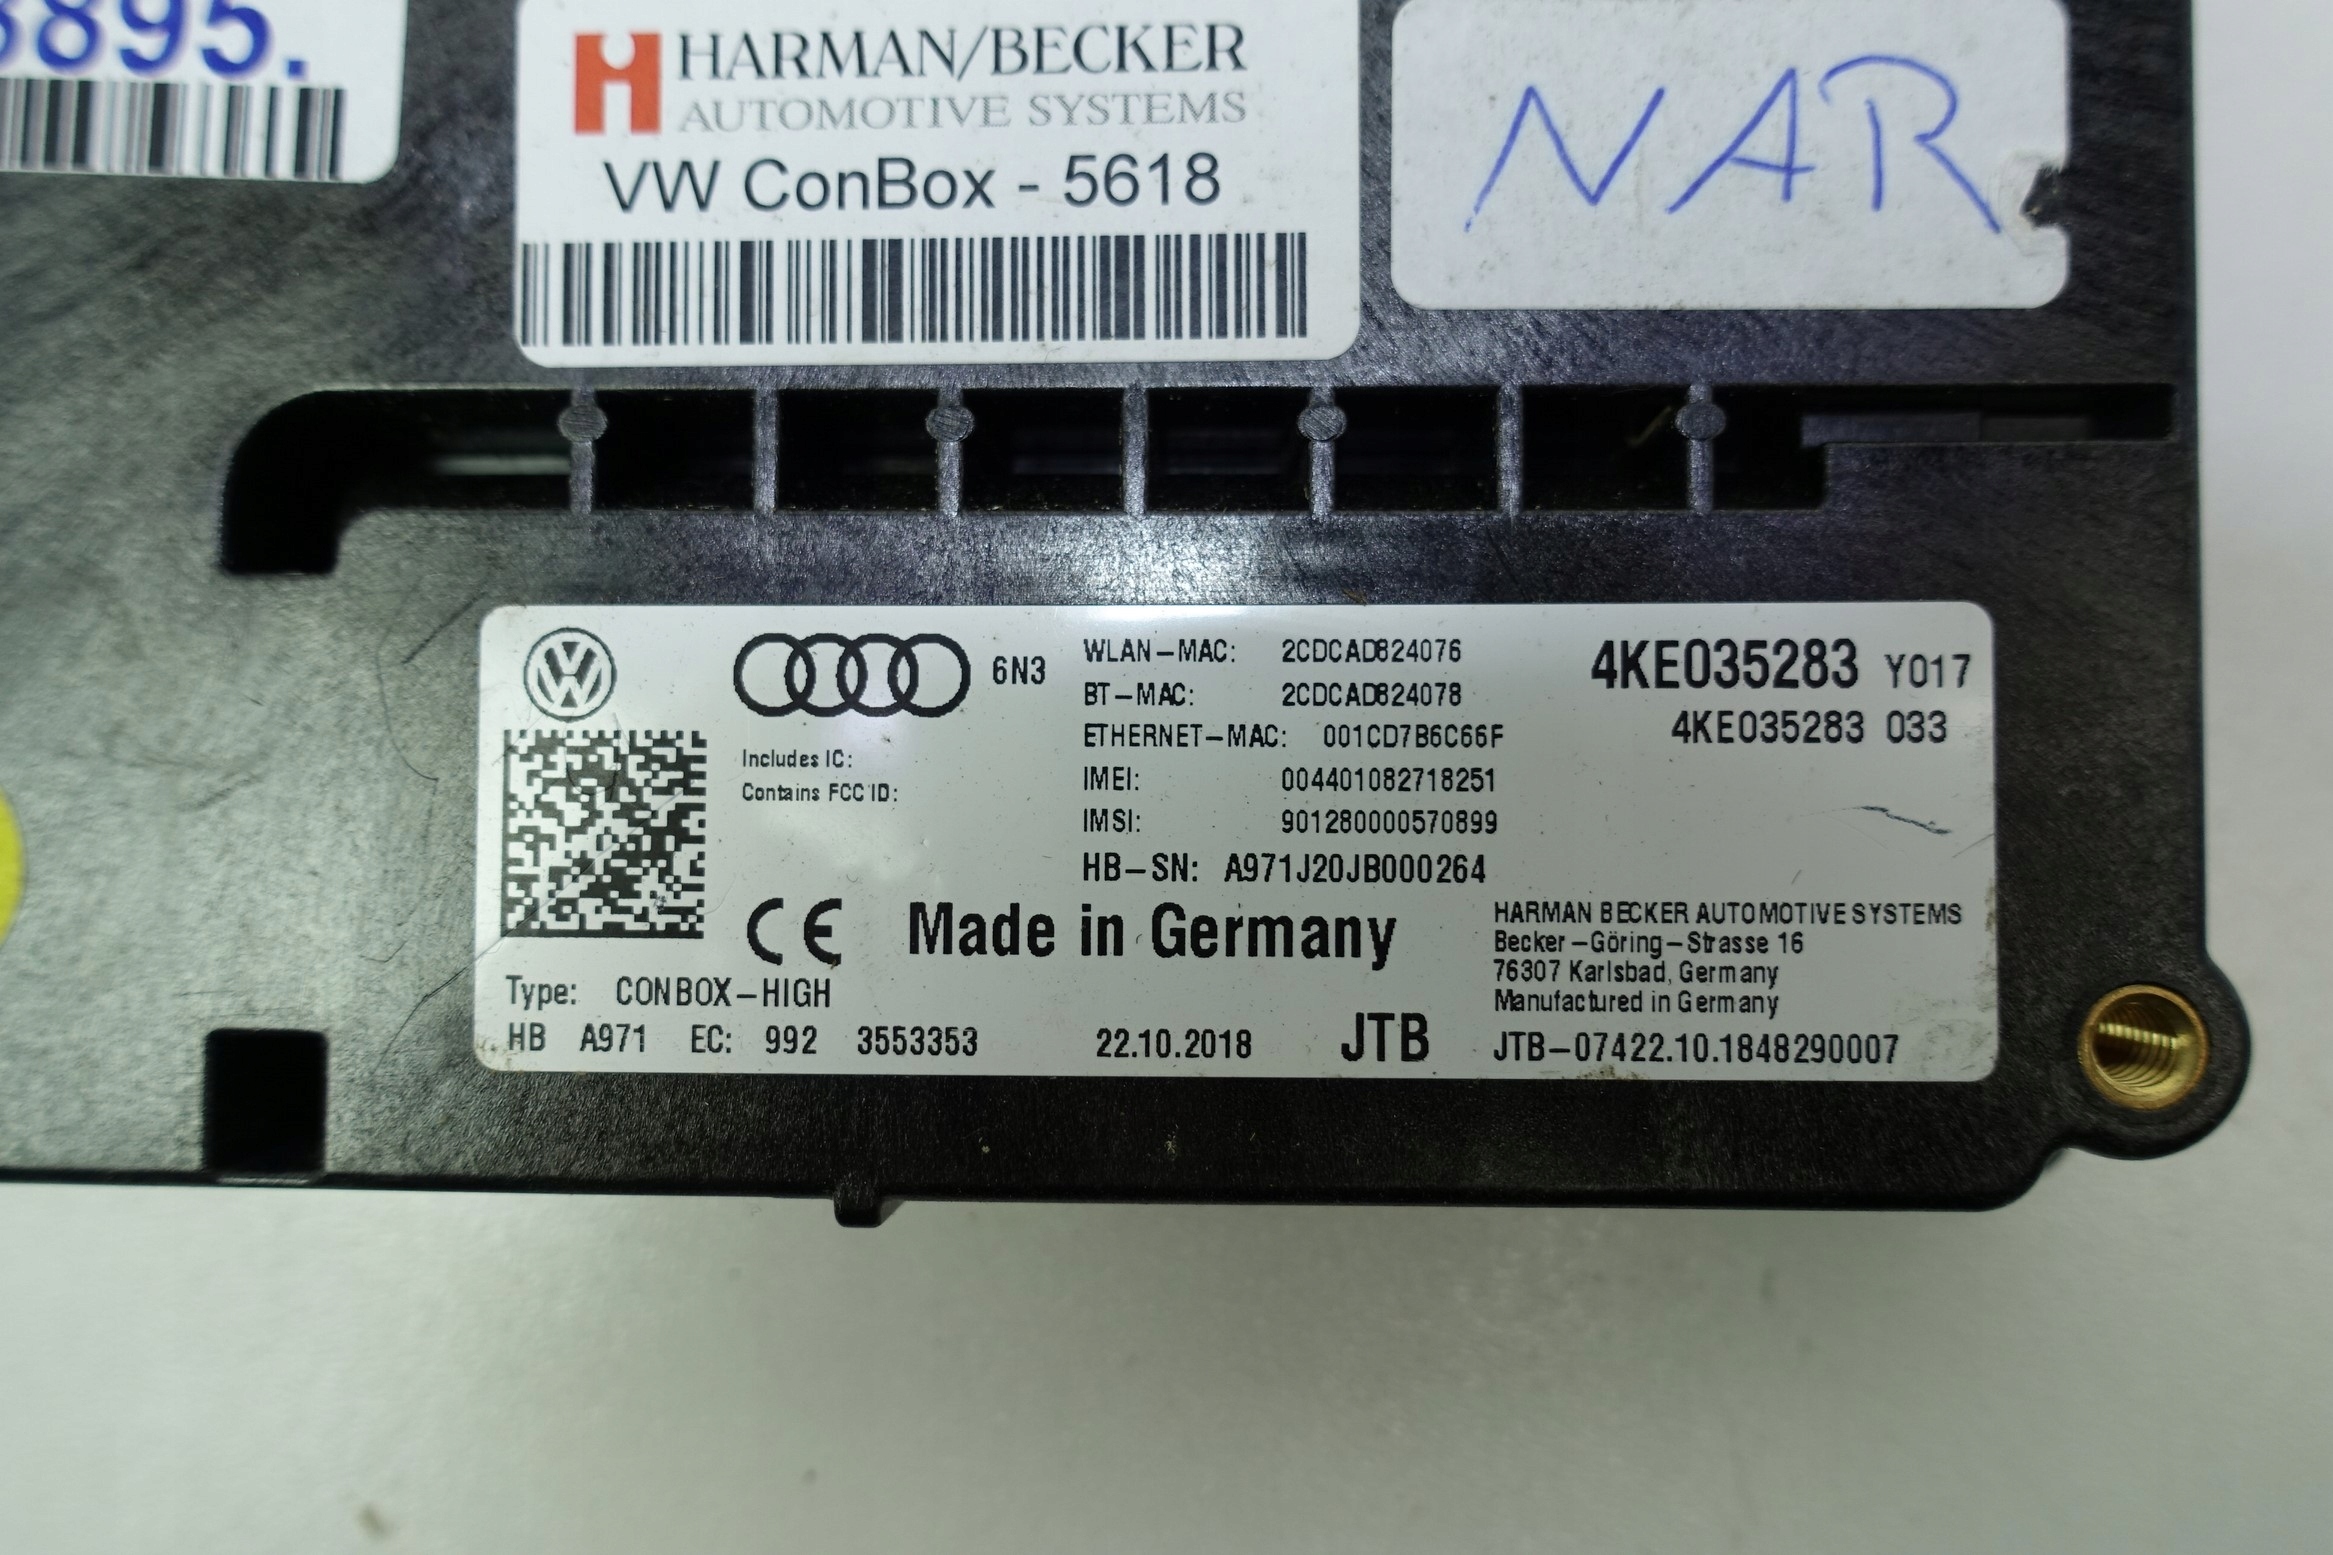 895.
HARMAN/BECKER
AUTOMOTIVE SYSTEMS
VW ConBox - 5618
NAR
6N3
WLAN-MAC: 2CDCAD824076
BT-MAC: 2CDCAD824078
ETHERNET-MAC: 001CD7B6C66F
IMEI: 004401082718251
IMSI: 901280000570899
HB-SN: A971J20JB000264
4KE035283 Y017
4KE035283 033
Includes IC:
Contains FCC ID:
CE
Made in Germany
HARMAN BECKER AUTOMOTIVE SYSTEMS
Becker-Göring-Strasse 16
76307 Karlsbad, Germany
Manufactured in Germany
Type: CONBOX-HIGH
HB A971 EC: 992 3553353 22.10.2018 JTB JTB-07422.10.1848290007